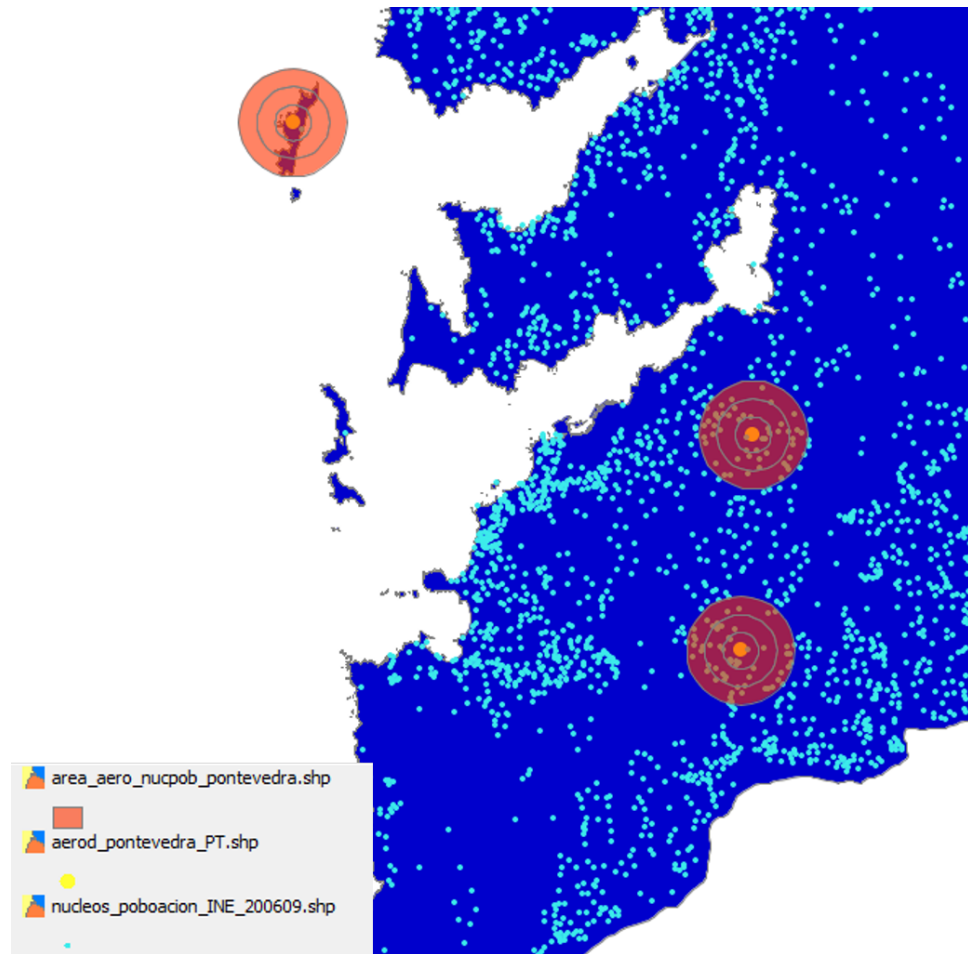 area_aero_nucpob_pontevedra.shp
aerod_pontevedra_PT.shp
nucleos_poboacion_INE_200609.shp